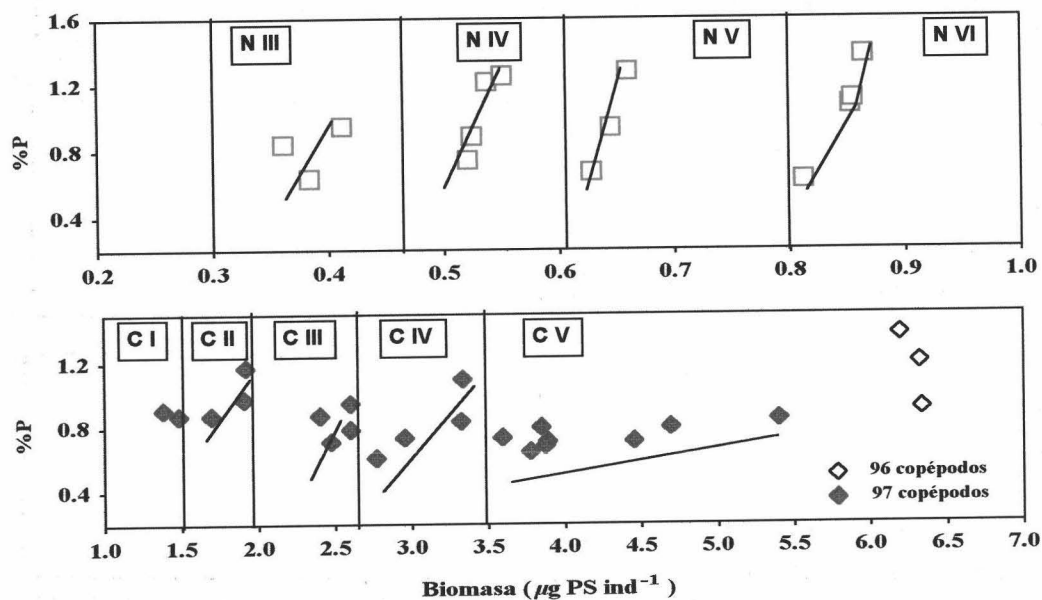 1.6
N III N IV N V N VI
1.2
%P
0.8
0.4
0.2 0.3 0.4 0.5 0.6 0.7 0.8 0.9 1.0
C I C II C III C IV C V
1.2
%P
0.8
96 copépodos
0.4
97 copépodos
1.0 1.5 2.0 2.5 3.0 3.5 4.0 4.5 5.0 5.5 6.0 6.5 7.0
Biomasa (µg PS ind⁻¹)